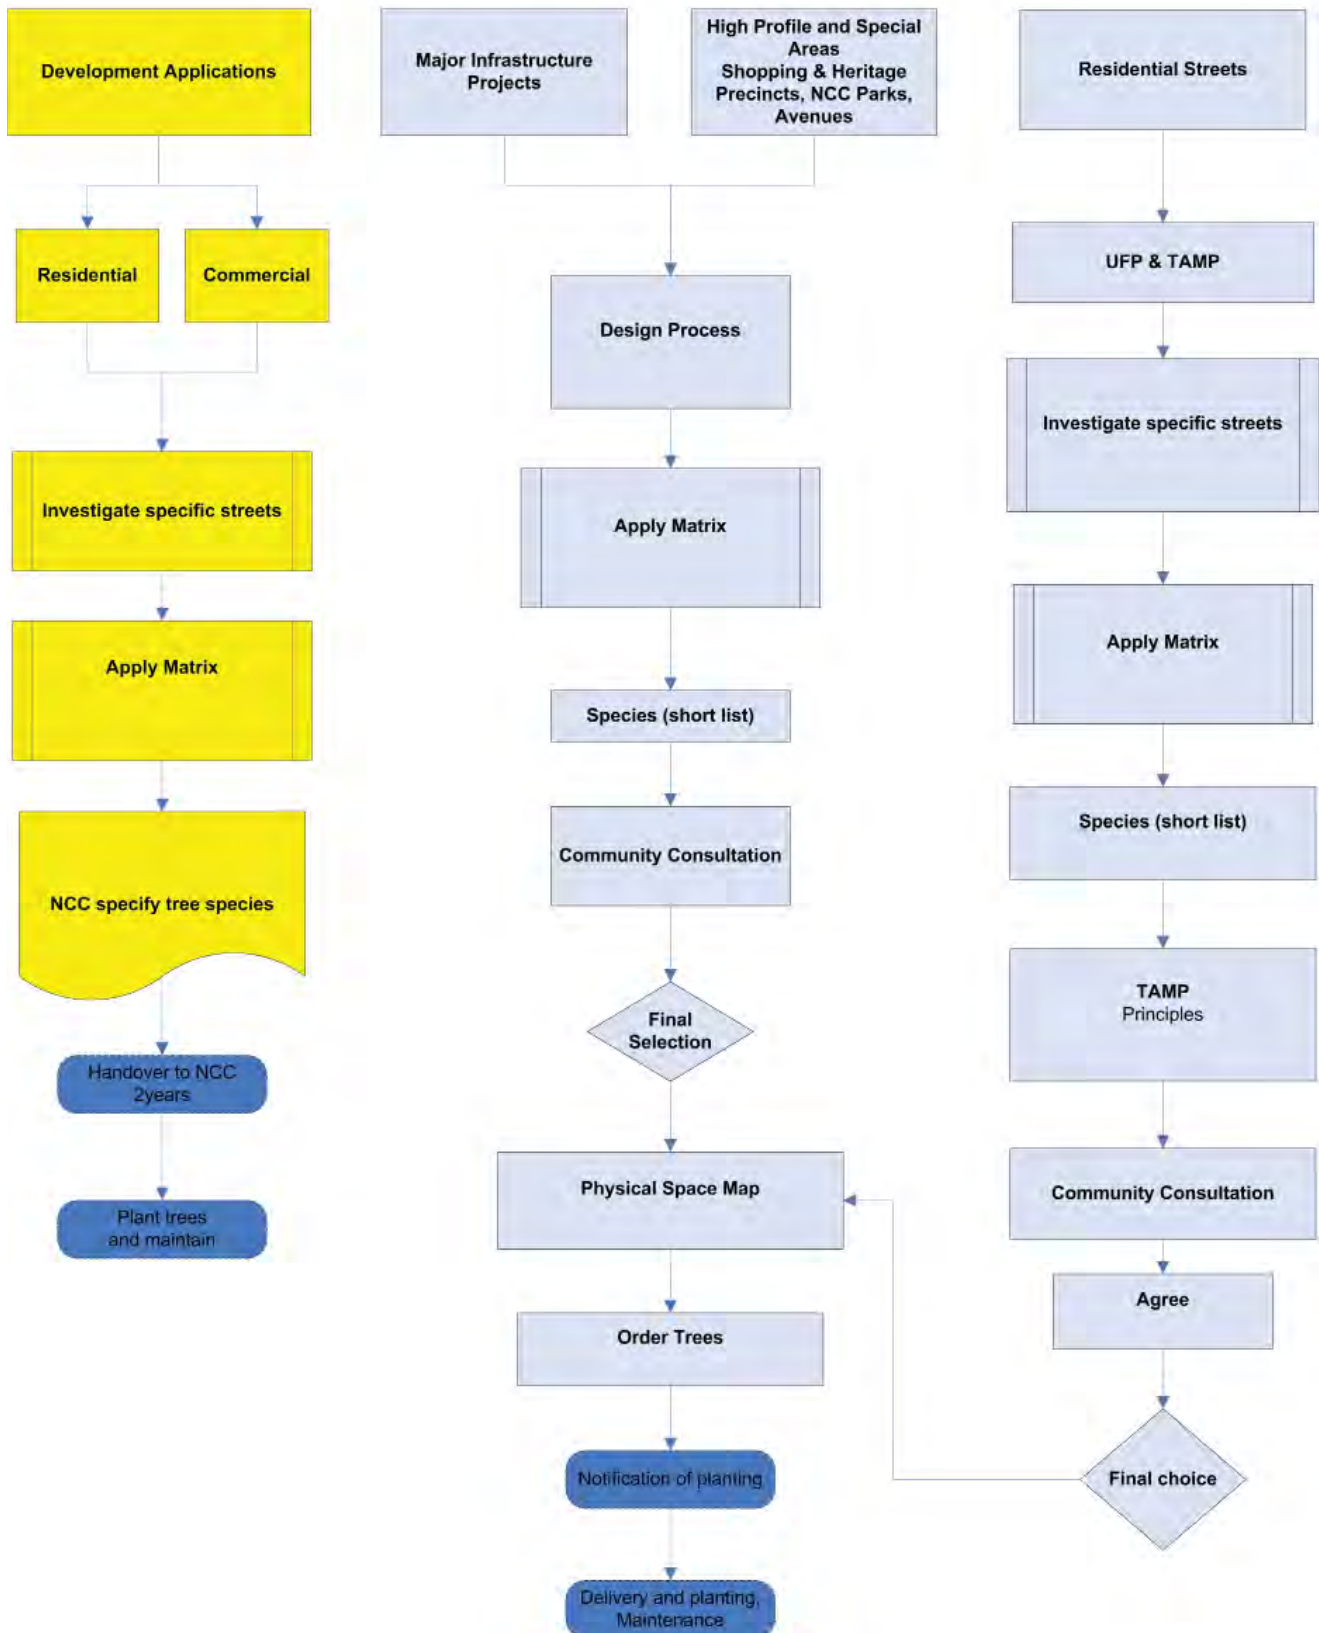 Development Applications
Residential
Commercial
Investigate specific streets
Apply Matrix
NCC specify tree species
Handover to NCC
2years
Plant trees
and maintain
Major Infrastructure
Projects
High Profile and Special
Areas
Shopping & Heritage
Precincts, NCC Parks,
Avenues
Design Process
Apply Matrix
Species (short list)
Community Consultation
Final
Selection
Physical Space Map
Order Trees
Notification of planting
Delivery and planting,
Maintenance
Residential Streets
UFP & TAMP
Investigate specific streets
Apply Matrix
Species (short list)
TAMP
Principles
Community Consultation
Agree
Final choice